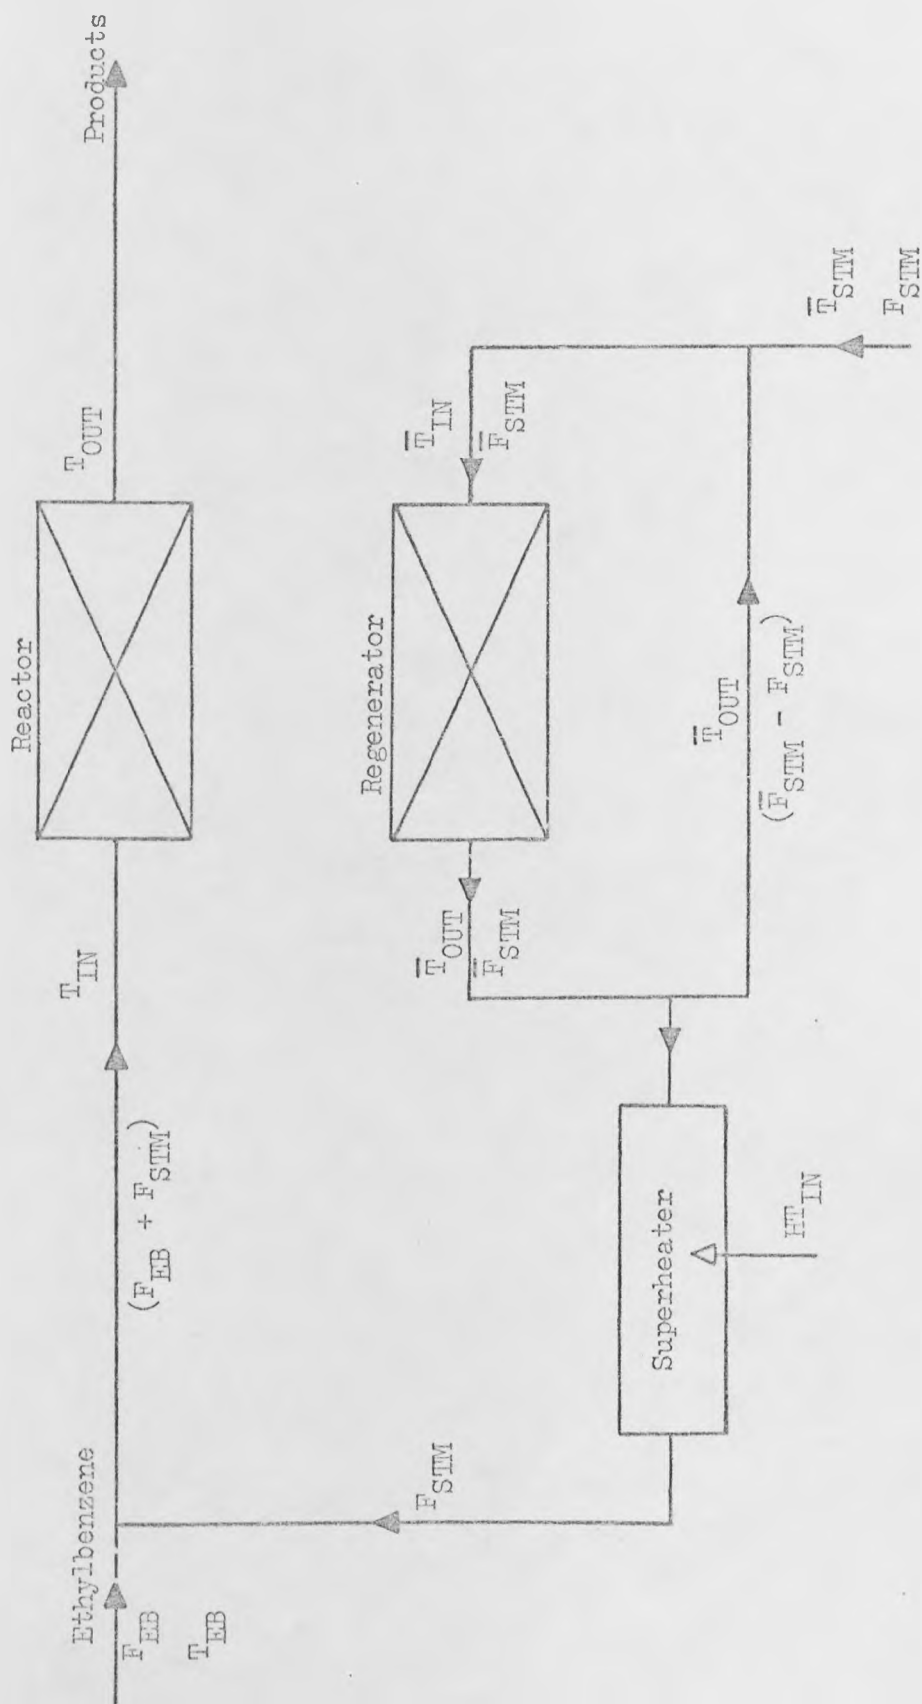 Ethylbenzene
F_EB
T_EB
(F_EB + F_STM)
T_IN
Reactor
T_OUT
Products
F_STM
Superheater
HT_IN
T̄_OUT
F̄_STM
Regenerator
T̄_IN
F̄_STM
T̄_OUT
(F̄_STM - F_STM)
T̄_STM
F_STM